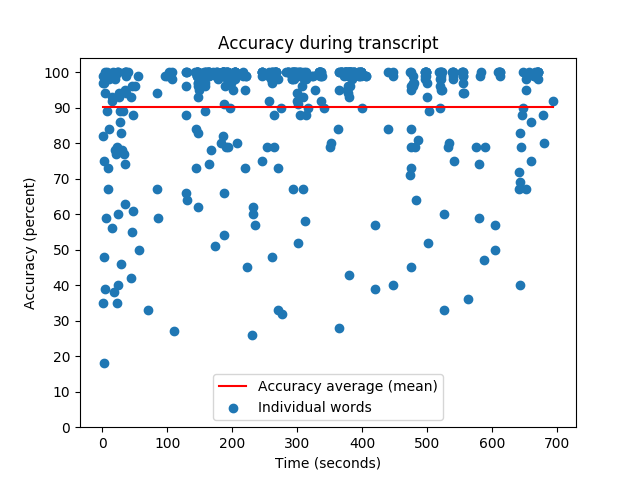 Accuracy during transcript
Accuracy (percent)
100
90
80
70
60
50
40
30
20
10
0
Accuracy average (mean)
Individual words
0 100 200 300 400 500 600 700
Time (seconds)